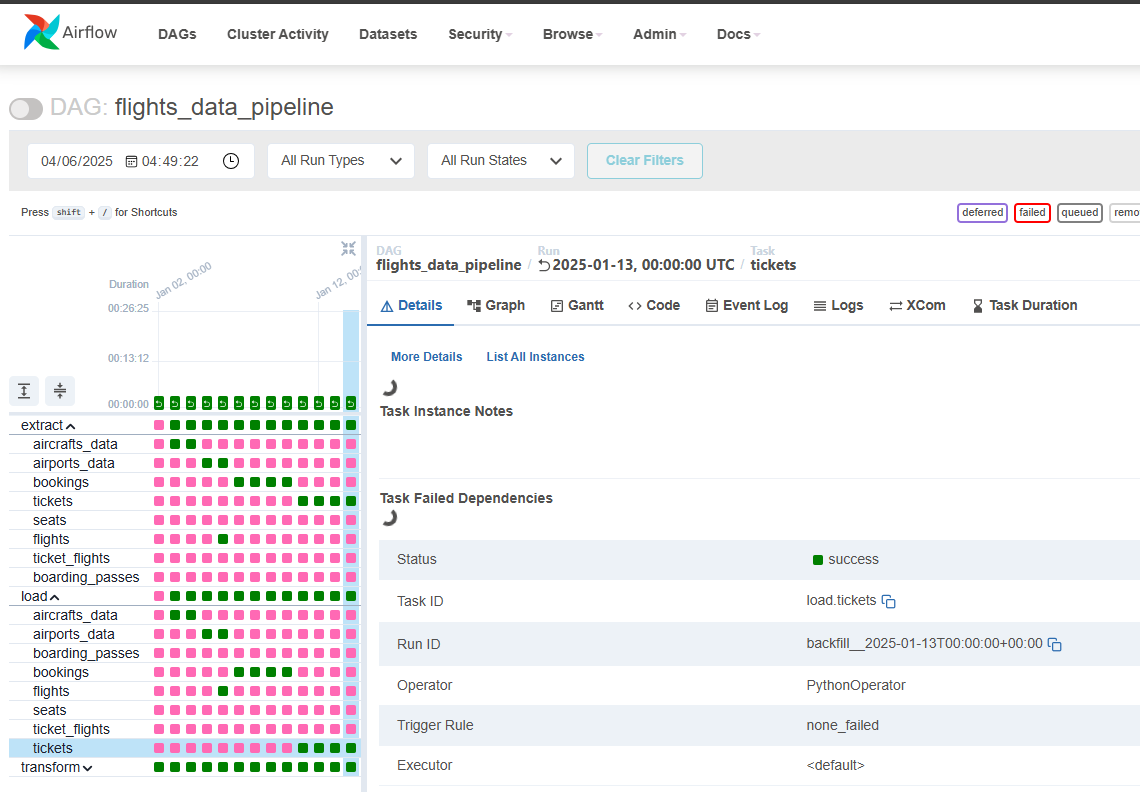 Airflow DAGs Cluster Activity Datasets Security Browse Admin Docs
DAG: flights_data_pipeline
04/06/2025 04:49:22 All Run Types All Run States Clear Filters
Press shift + / for Shortcuts
deferred failed queued remo
Jan 02, 00:00
Jan 12, 00:
Duration
00:26:25
00:13:12
00:00:00
extract
aircrafts_data
airports_data
bookings
tickets
seats
flights
ticket_flights
boarding_passes
load
aircrafts_data
airports_data
boarding_passes
bookings
flights
seats
ticket_flights
tickets
transform
DAG Run Task
flights_data_pipeline / 2025-01-13, 00:00:00 UTC / tickets
Details Graph Gantt <> Code Event Log Logs XCom Task Duration
More Details List All Instances
Task Instance Notes
Task Failed Dependencies
Status success
Task ID load.tickets
Run ID backfill__2025-01-13T00:00:00+00:00
Operator PythonOperator
Trigger Rule none_failed
Executor <default>